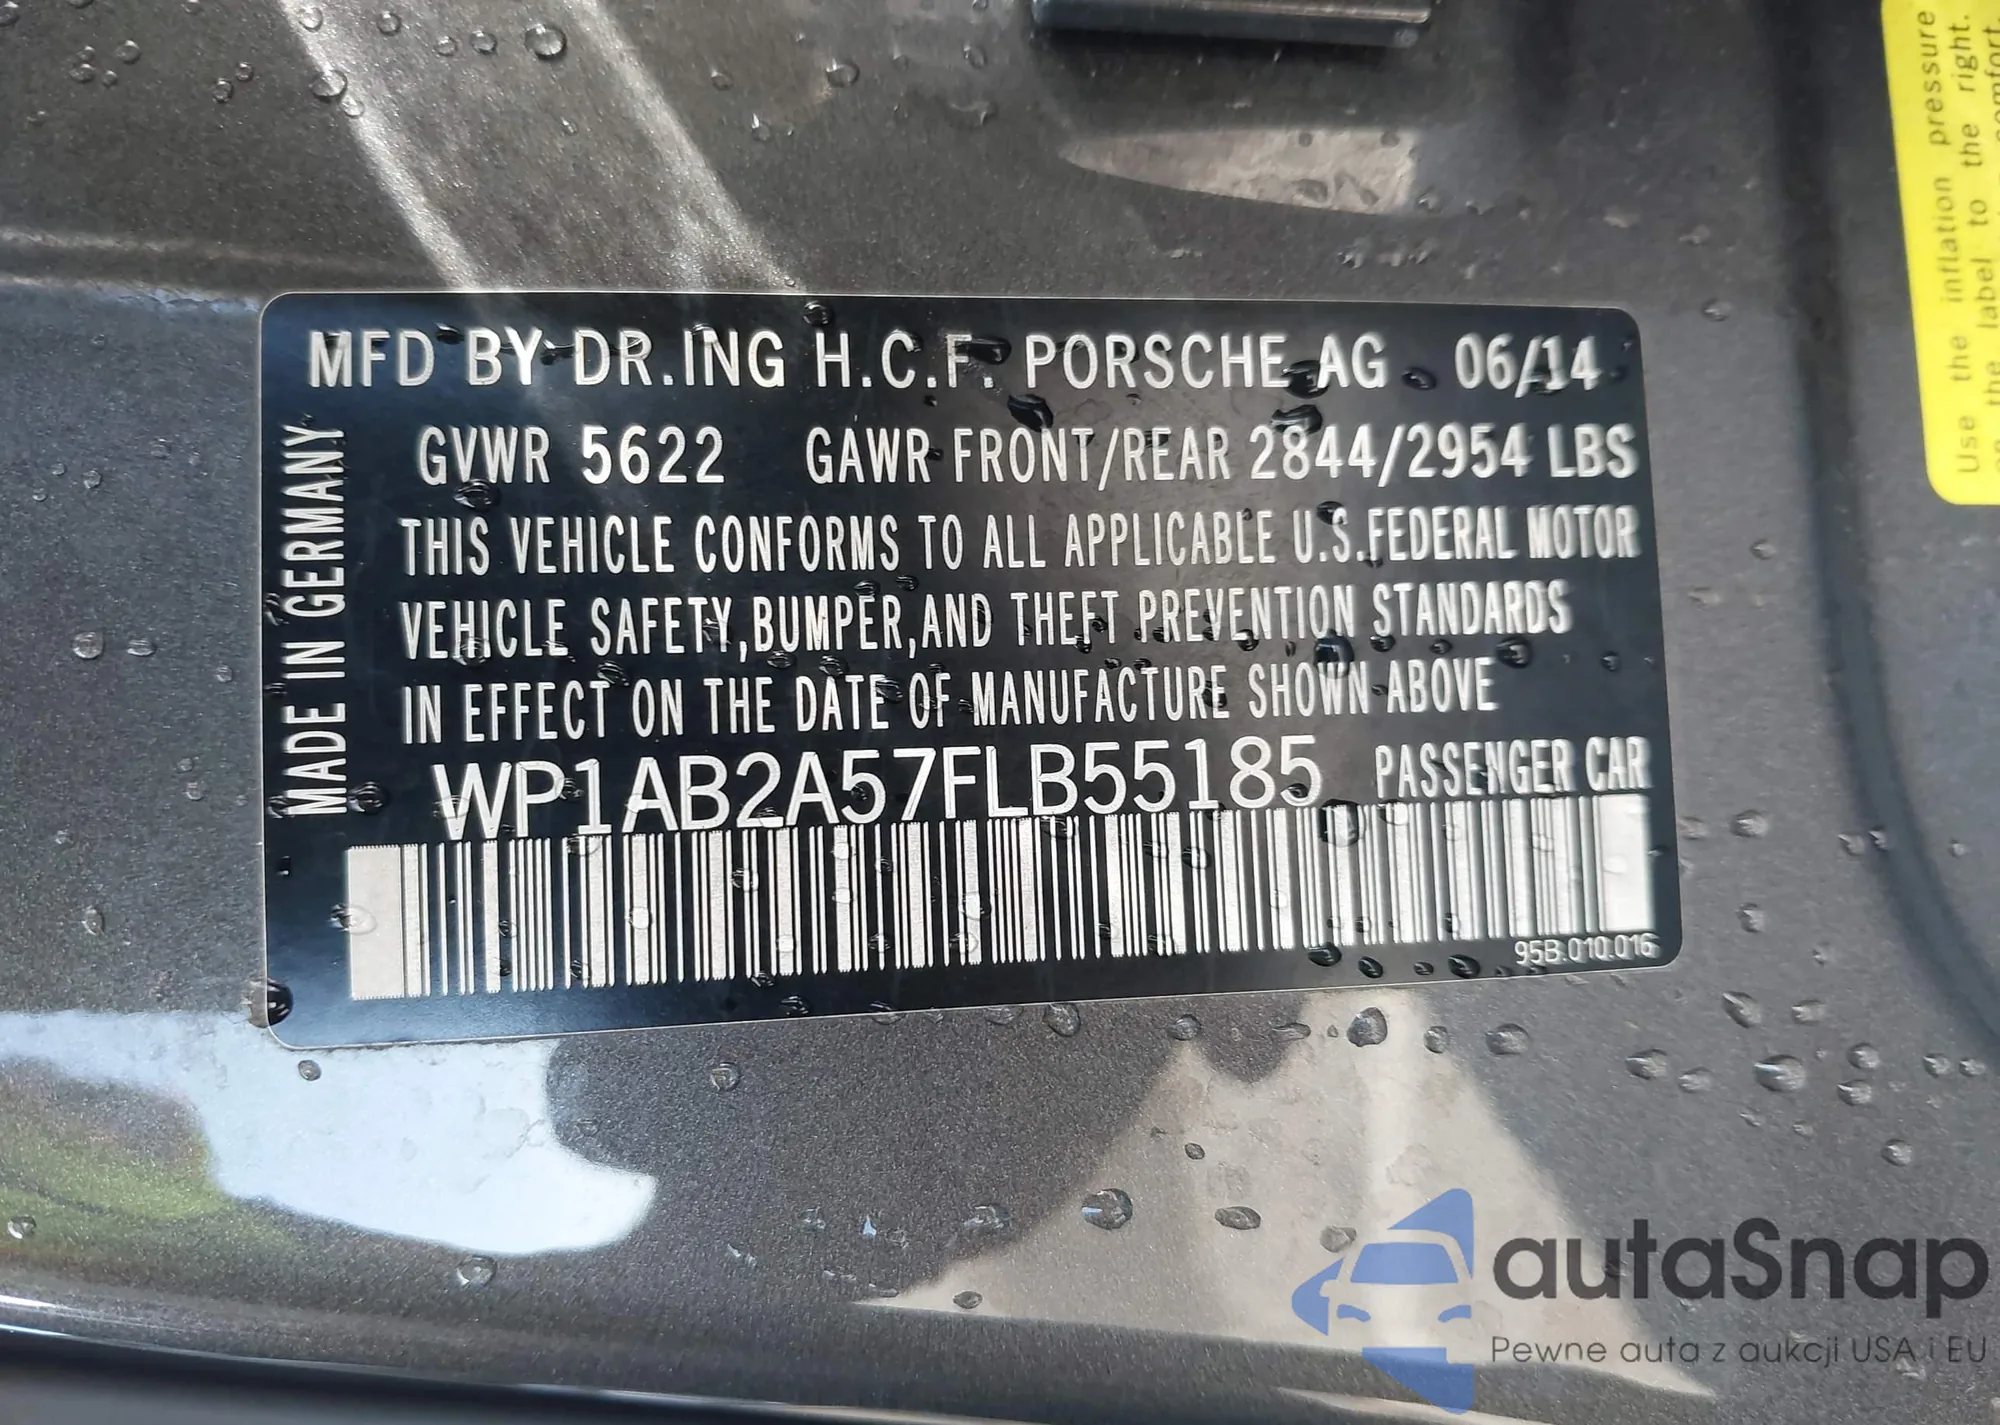 MFD BY DR.ING H.C.F. PORSCHE AG 06/14
GVWR 5622 GAWR FRONT/REAR 2844/2954 LBS
THIS VEHICLE CONFORMS TO ALL APPLICABLE U.S.FEDERAL MOTOR
VEHICLE SAFETY,BUMPER,AND THEFT PREVENTION STANDARDS
IN EFFECT ON THE DATE OF MANUFACTURE SHOWN ABOVE
WP1AB2A57FLB55185 PASSENGER CAR
95B.010.016
MADE IN GERMANY
Use the inflation pressure
the label to the right.
comfort,
autaSnap
Pewne auta z aukcji USA i EU